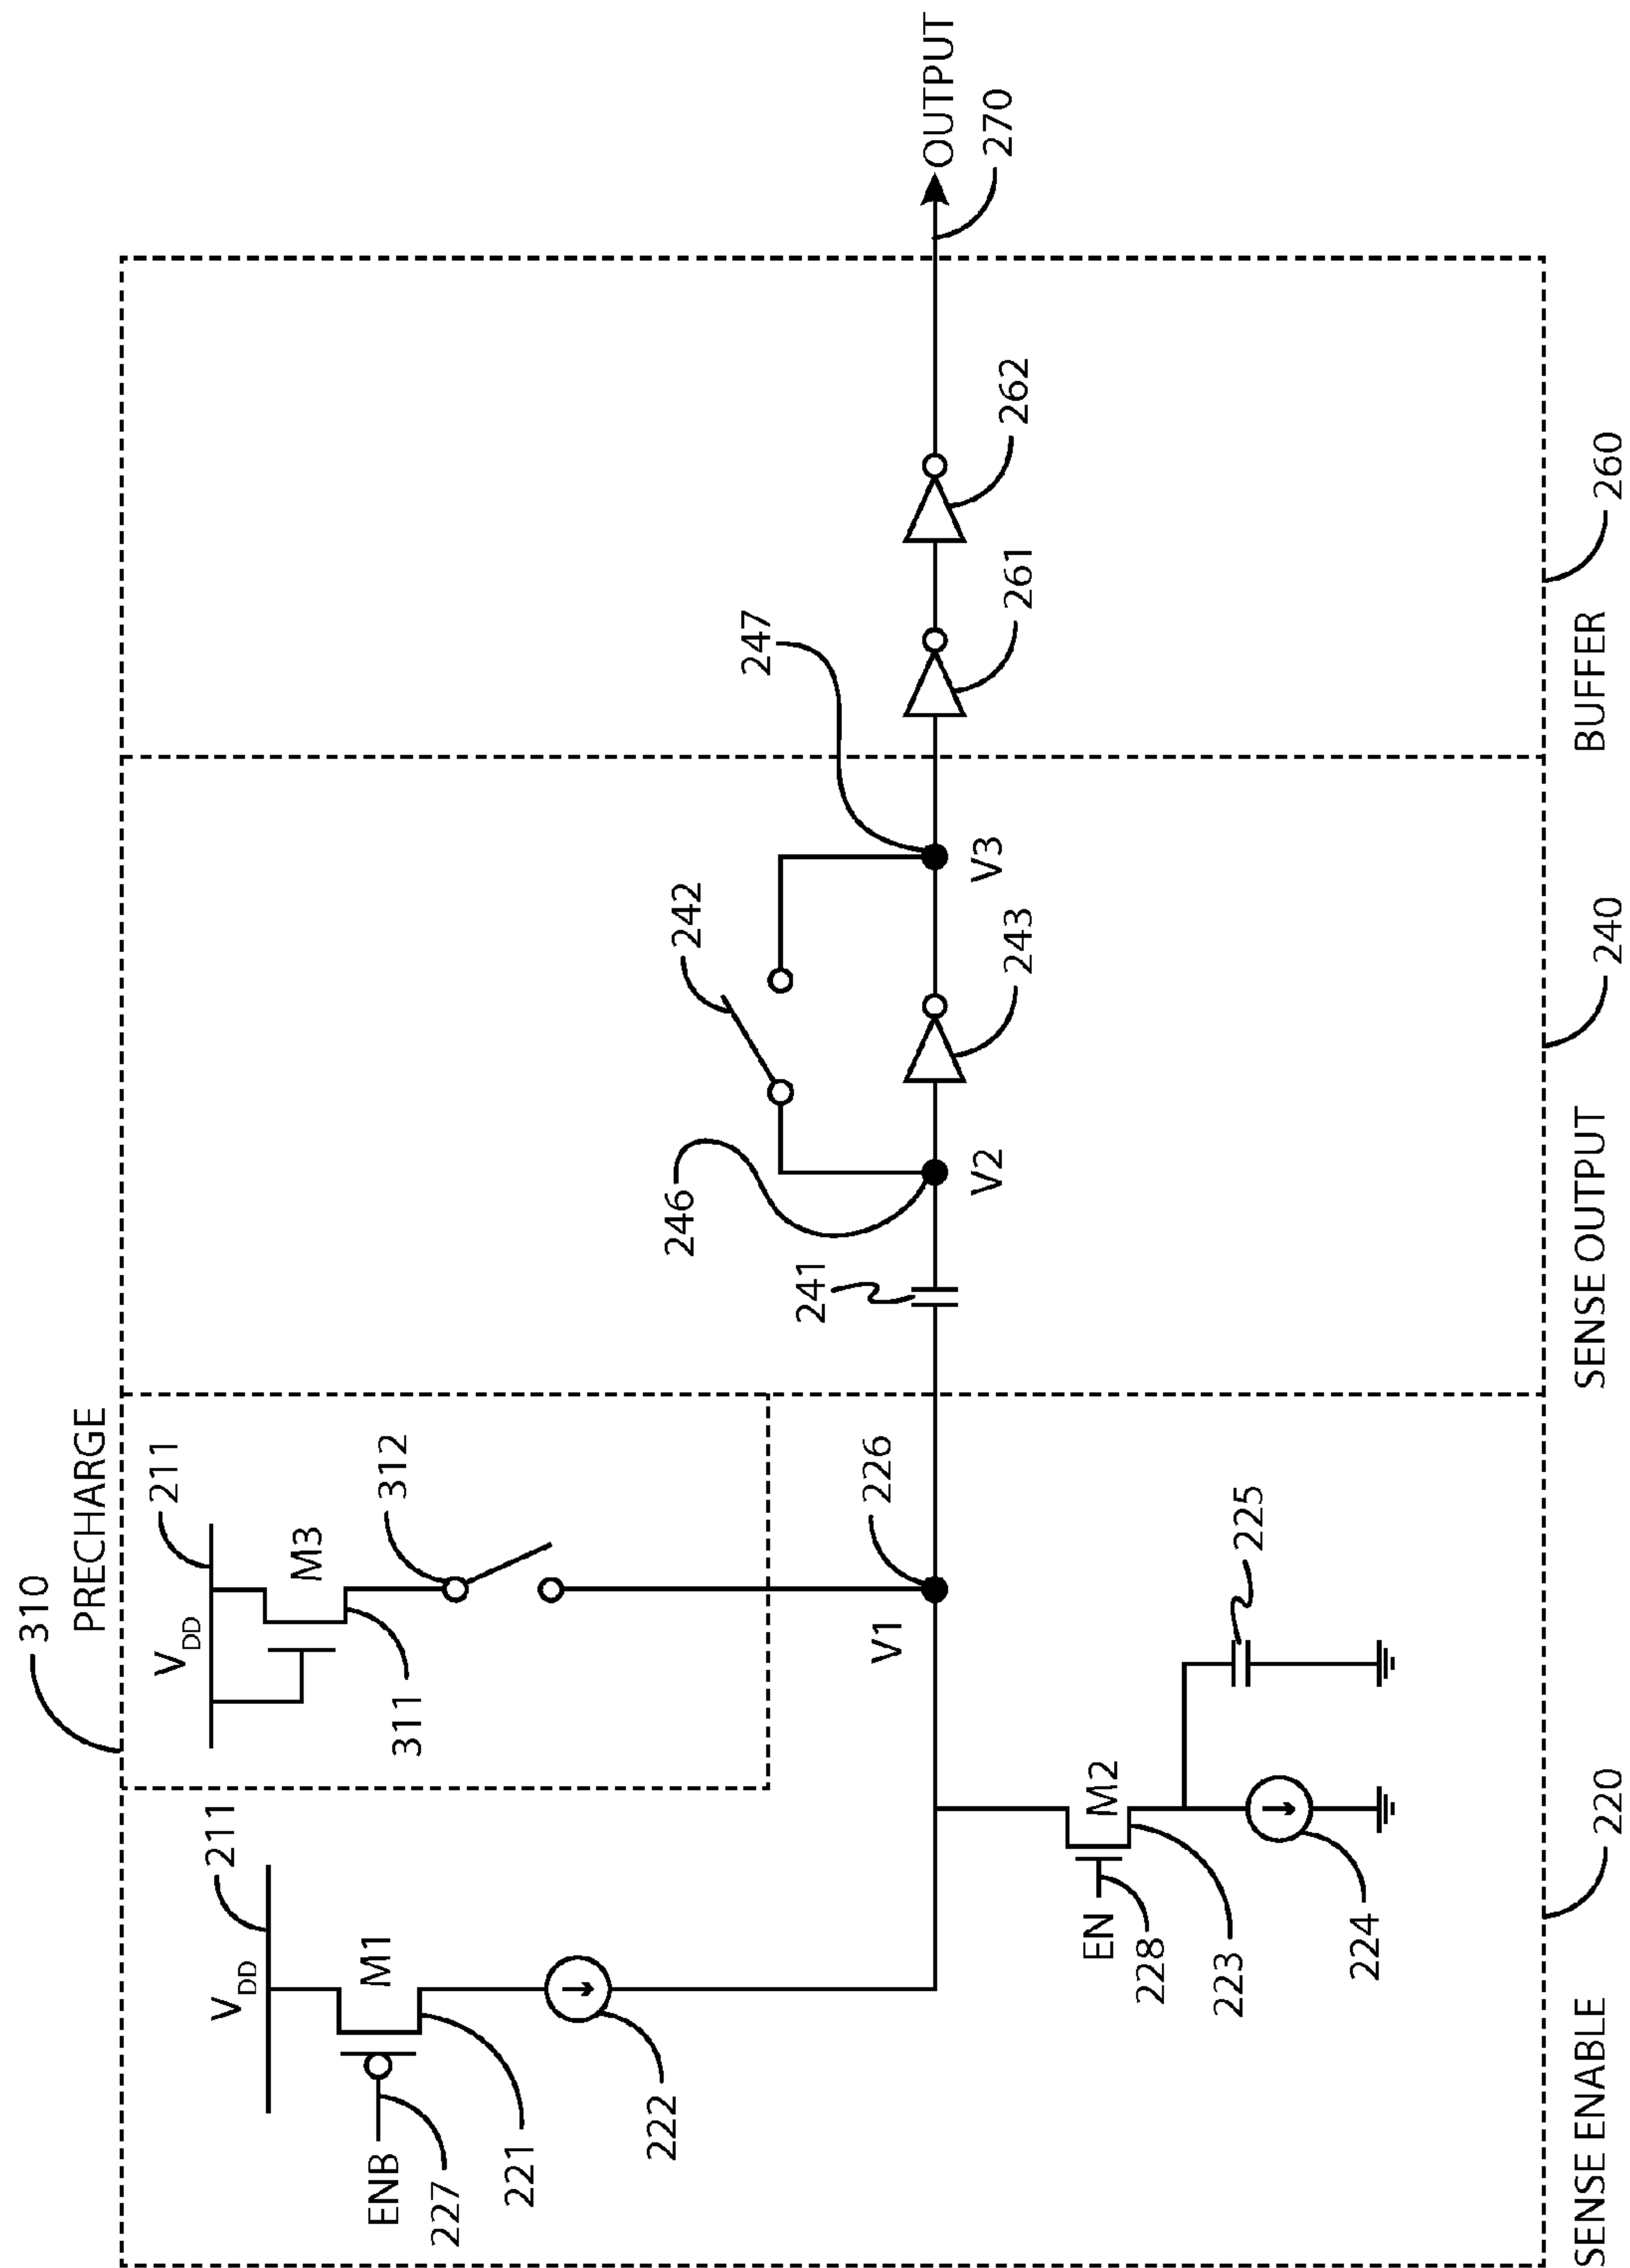 310
PRECHARGE
V_DD
211
M1
ENB
227
221
222
V_DD
211
M3
311
312
V1
226
EN
228
M2
223
224
225
241
246
V2
242
243
V3
247
261
262
OUTPUT
270
SENSE ENABLE
220
SENSE OUTPUT
240
BUFFER
260